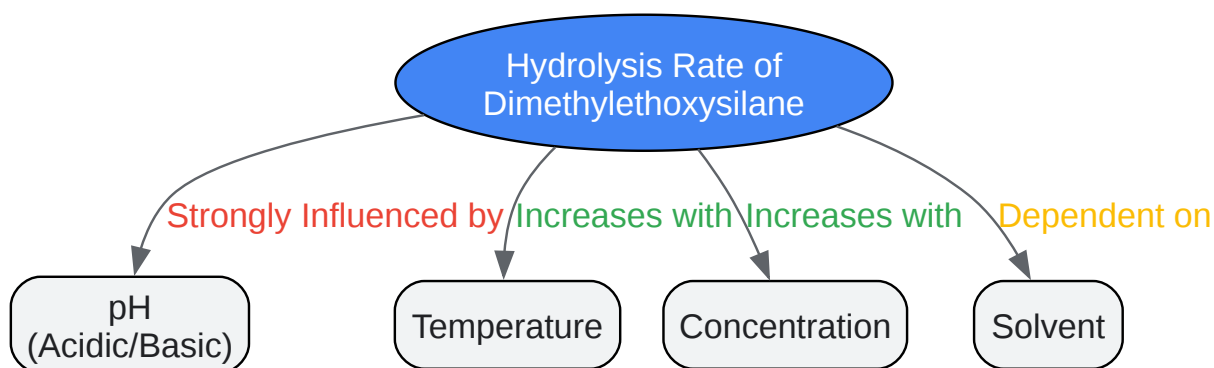 Hydrolysis Rate of
Dimethylethoxysilane
Strongly Influenced by
Increases with
Increases with
Dependent on
pH
(Acidic/Basic)
Temperature
Concentration
Solvent